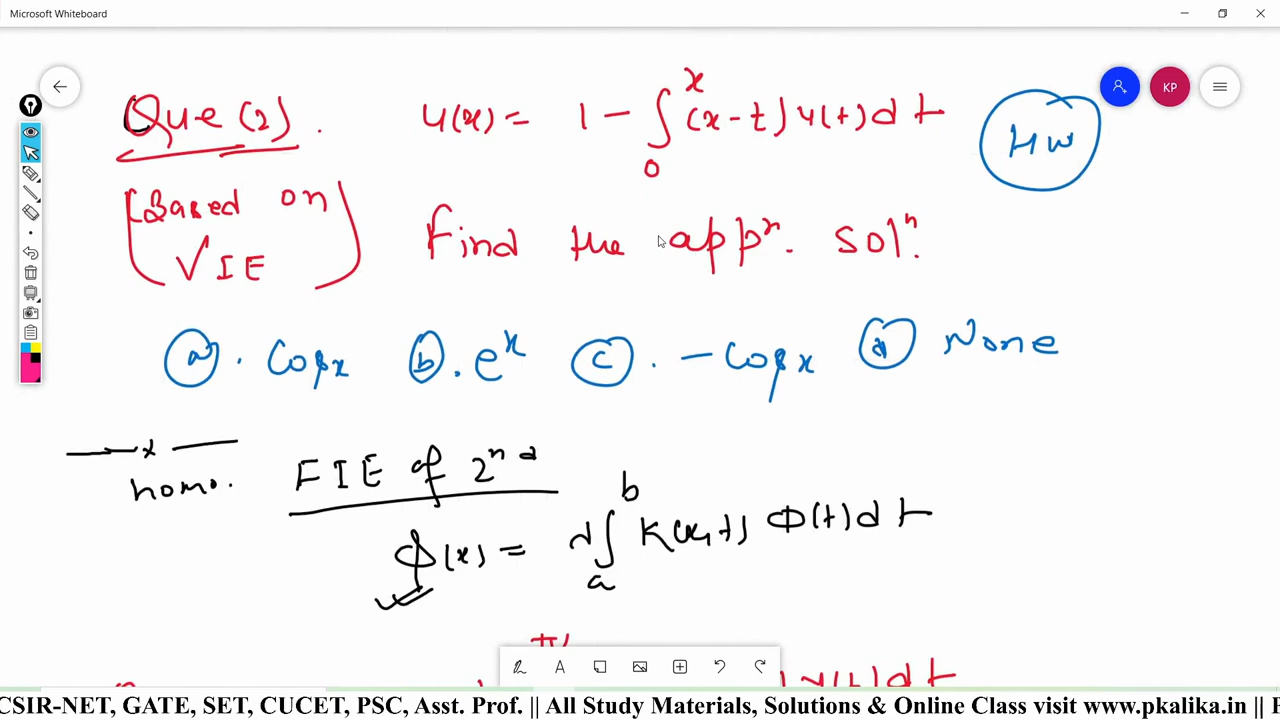 Microsoft Whiteboard
KP
Que (2). u(x) = 1 - ∫₀ˣ (x-t) u(t) dt HW
[Based on VIE] Find the appⁿ. solⁿ.
(a). Cosx (b). eˣ (c). -cosx (d) None
x
homo. FIE of 2ⁿᵈ
Φ(x) = λ∫ₐᵇ K(x,t) Φ(t) dt
CSIR-NET, GATE, SET, CUCET, PSC, Asst. Prof. || All Study Materials, Solutions & Online Class visit www.pkalika.in ||